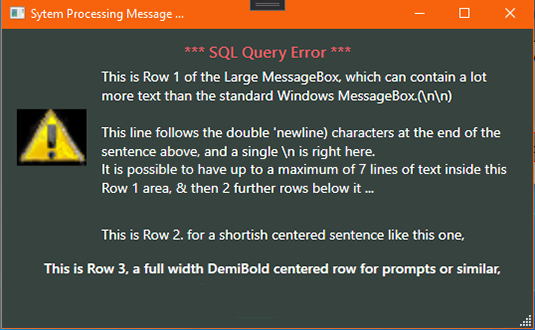 Sytem Processing Message ...
*** SQL Query Error ***
This is Row 1 of the Large MessageBox, which can contain a lot
more text than the standard Windows MessageBox.(\n\n)
This line follows the double 'newline) characters at the end of the
sentence above, and a single \n is right here.
It is possible to have up to a maximum of 7 lines of text inside this
Row 1 area, & then 2 further rows below it ...
This is Row 2. for a shortish centered sentence like this one,
This is Row 3, a full width DemiBold centered row for prompts or similar,